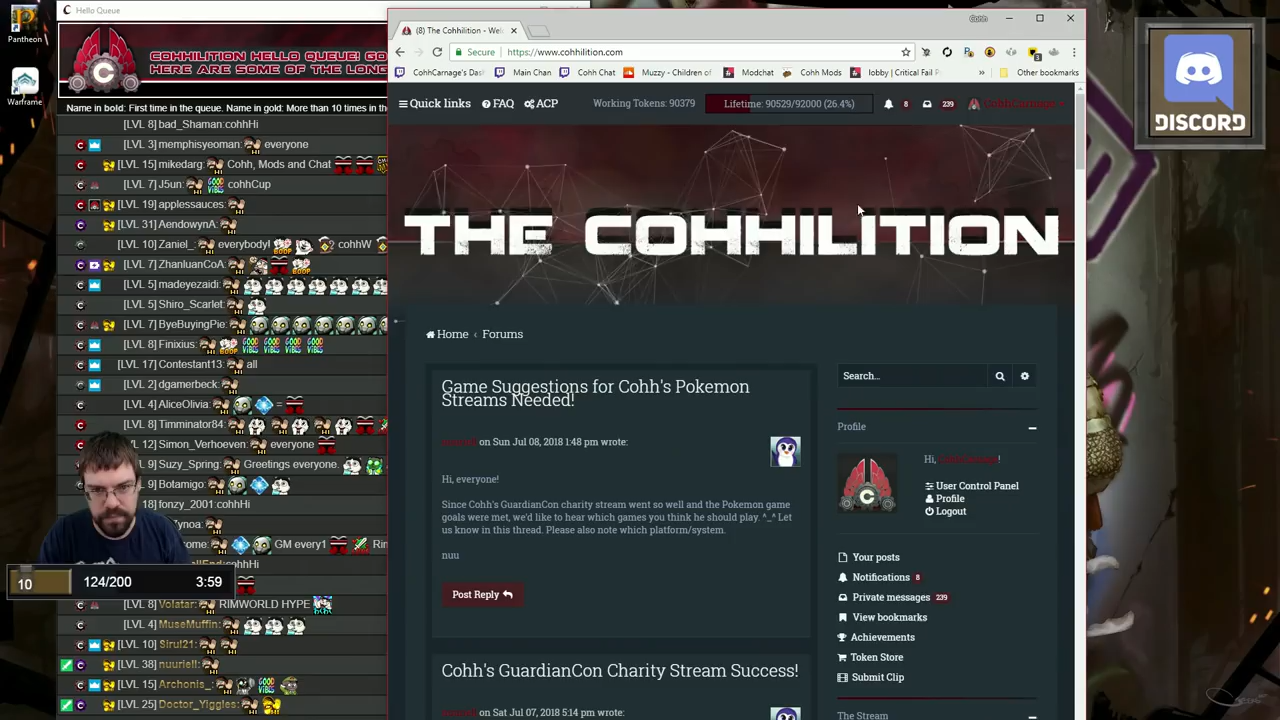 Pantheon
Warframe
Hello Queue
COHHILITION HELLO QUEUE! GO
HERE ARE SOME OF THE LONG
Name in bold: First time in the queue. Name in gold: More than 10 times in the
[LVL 8] bad_Shaman: cohhHi
[LVL 3] memphisyeoman: everyone
[LVL 15] mikedarg: Cohh, Mods and Chat
[LVL 7] J5un: cohhCup
[LVL 19] applessauces:
[LVL 31] AendowynA:
[LVL 10] Zaniel_: everybody! cohhW
[LVL 7] ZhanluanCoA:
[LVL 5] madeyezaidi:
[LVL 5] Shiro_Scarlet:
[LVL 7] ByeBuyingPie:
[LVL 8] Finixius:
[LVL 17] Contestant13: all
[LVL 2] dgamerbeck:
[LVL 4] AliceOlivia: =
[LVL 8] Timminator84:
[LVL 12] Simon_Verhoeven: everyone
9] Suzy_Spring: Greetings everyone.
9] Botamigo:
18] fonzy_2001: cohhHi
GM every1
10
124/200
3:59
[LVL 8] Volatar: RIMWORLD HYPE
[LVL 4] MuseMuffin:
[LVL 10] Sirul21:
[LVL 38] nuuriell:
[LVL 15] Archonis_:
[LVL 25] Doctor_Yiggles:
(8) The Cohhilition - Wel
Cohh
Secure
https://www.cohhilition.com
CohhCarnage's Das
Main Chan
Cohh Chat
Muzzy - Children of
Modchat
Cohh Mods
lobby | Critical Fail P
»
Other bookmarks
Quick links
FAQ
ACP
Working Tokens: 90379
Lifetime: 90529/92000 (26.4%)
8
239
CohhCarnage
THE COHHILITION
Home ‹ Forums
Game Suggestions for Cohh's Pokemon
Streams Needed!
on Sun Jul 08, 2018 1:48 pm wrote:
Hi, everyone!
Since Cohh's GuardianCon charity stream went so well and the Pokemon game
goals were met, we'd like to hear which games you think he should play. ^_^ Let
us know in this thread. Please also note which platform/system.
nuu
Post Reply
Cohh's GuardianCon Charity Stream Success!
on Sat Jul 07, 2018 5:14 pm wrote:
Search…
Profile
Hi, CohhCarnage!
User Control Panel
Profile
Logout
Your posts
Notifications 8
Private messages 239
View bookmarks
Achievements
Token Store
Submit Clip
The Stream
DISCORD